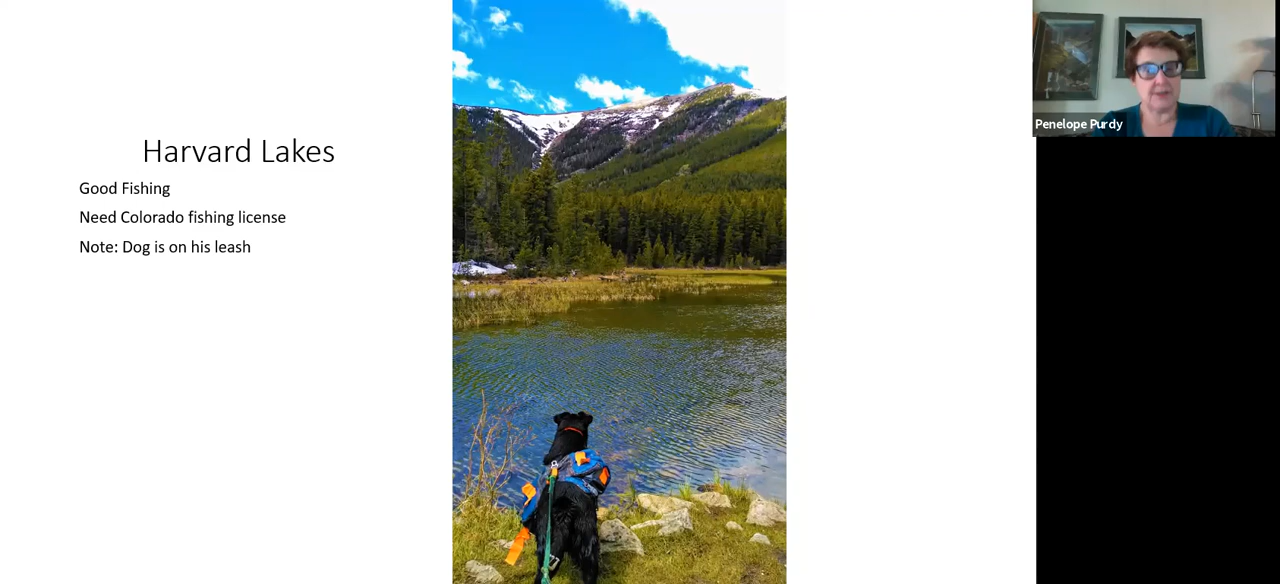 Harvard Lakes
Good Fishing
Need Colorado fishing license
Note: Dog is on his leash
Penelope Purdy